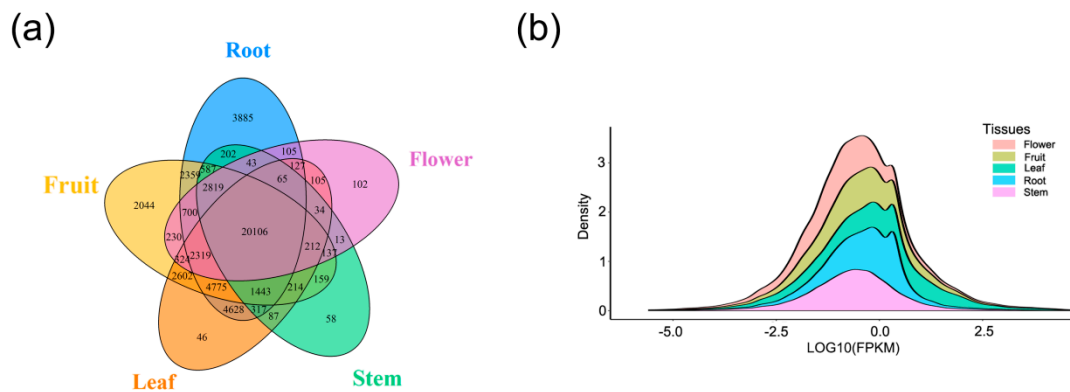 (a)
Root
3885
Flower
202
105
43
127
2359
587
65
105
102
Fruit
2819
2044
700
34
230
20106
13
212
137
324
2319
2602
4775
1443
214
159
4628
317
87
58
46
Leaf
Stem
(b)
Tissues
Flower
Fruit
Leaf
Root
Stem
Density
3
2
1
0
-5.0
-2.5
0.0
2.5
LOG10(FPKM)